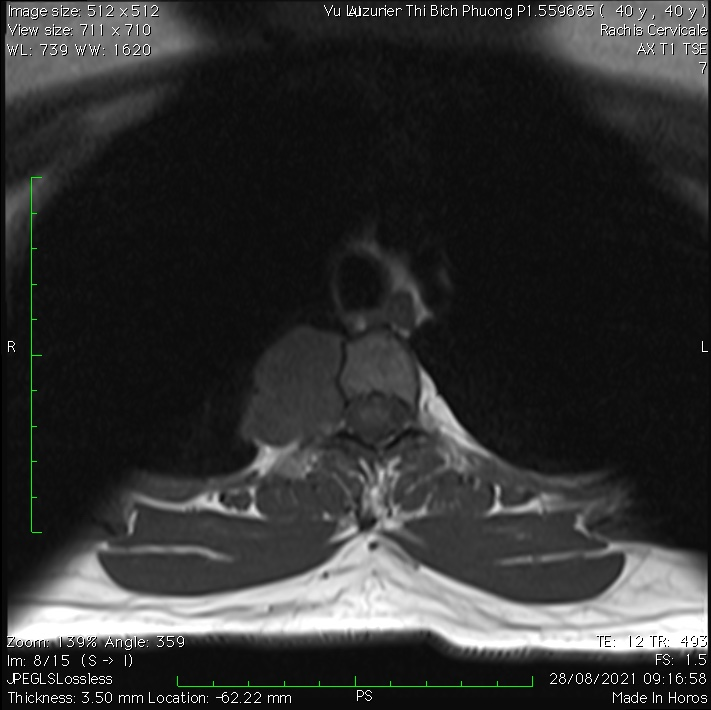 Image size: 512 x 512
View size: 711 x 710
WL: 739 WW: 1620
Thi Bich Phuong P1.559685 ( 40 y , 40 y )
Rachis Cervicale
AX T1 TSE
7
R
L
Zoom: 139% Angle: 359
Im: 8/15 (S -> I)
JPEGLSLossless
Thickness: 3.50 mm Location: -62.22 mm
PS
TE: 12 TR: 493
FS: 1.5
28/08/2021 09:16:58
Made In Horos